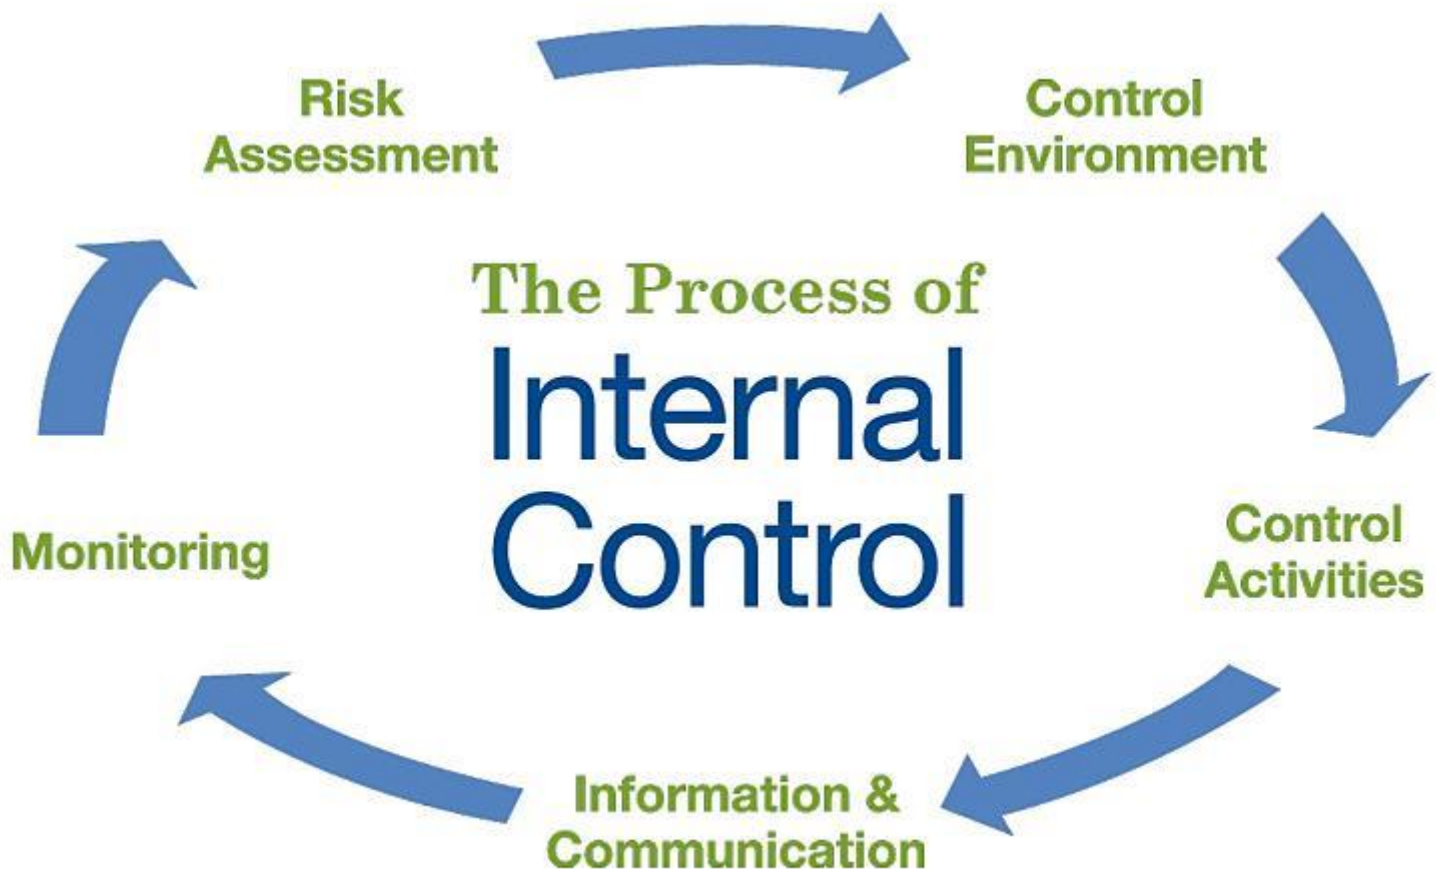 Risk
Assessment
Control
Environment
The Process of
Internal
Control
Monitoring
Control
Activities
Information &
Communication